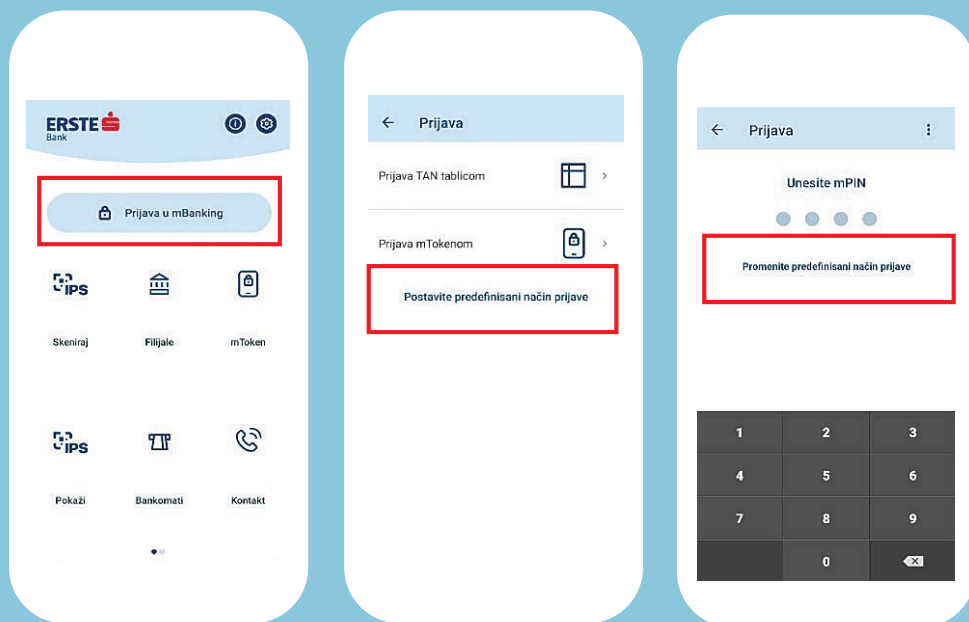 ERSTE
Bank
Prijava u mBanking
IPS
Skeniraj
Filijale
mToken
IPS
Pokaži
Bankomati
Kontakt
Prijava
Prijava TAN tablicom
Prijava mTokenom
Postavite predefinisani način prijave
Prijava
Unesite mPIN
Promenite predefinisani način prijave
1 2 3
4 5 6
7 8 9
0